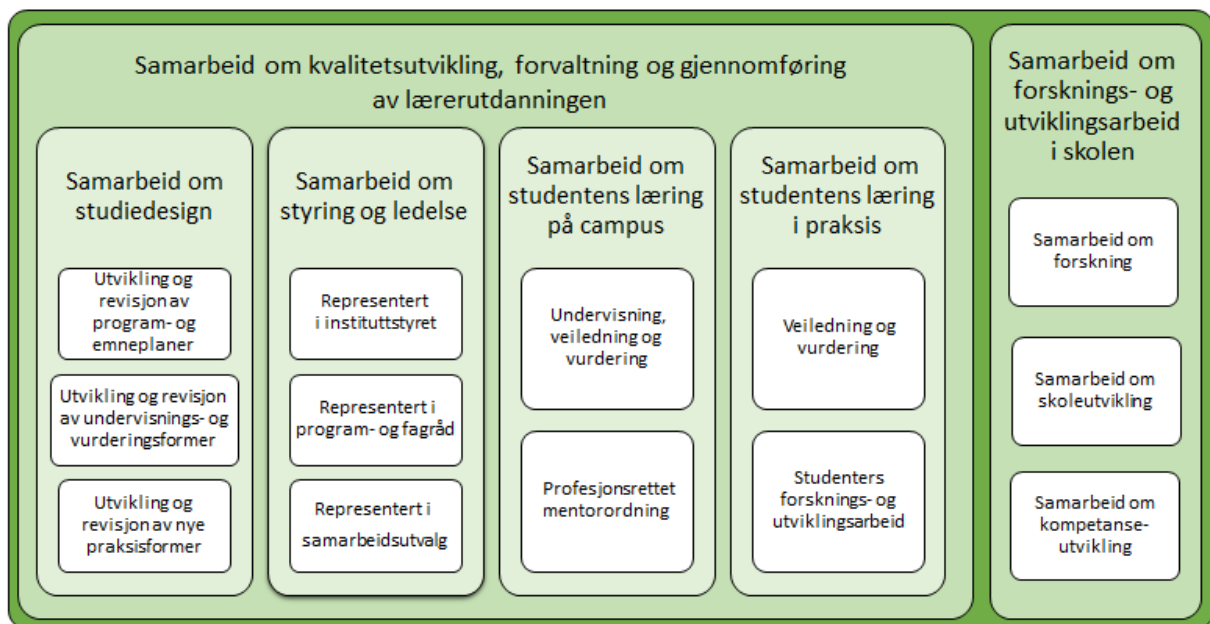 Samarbeid om kvalitetsutvikling, forvaltning og gjennomføring
av lærerutdanningen
Samarbeid om
studiedesign
Utvikling og
revisjon av
program- og
emneplaner
Utvikling og revisjon
av undervisnings- og
vurderingsformer
Utvikling og
revisjon av nye
praksisformer
Samarbeid om
styring og ledelse
Representert
i instituttstyret
Representert i
program- og fagråd
Representert i
samarbeidsutvalg
Samarbeid om
studentens læring
på campus
Undervisning,
veiledning og
vurdering
Profesjonsrettet
mentorordning
Samarbeid om
studentens læring
i praksis
Veiledning og
vurdering
Studenters
forsknings- og
utviklingsarbeid
Samarbeid om
forsknings- og
utviklingsarbeid
i skolen
Samarbeid om
forskning
Samarbeid om
skoleutvikling
Samarbeid om
kompetanse-
utvikling